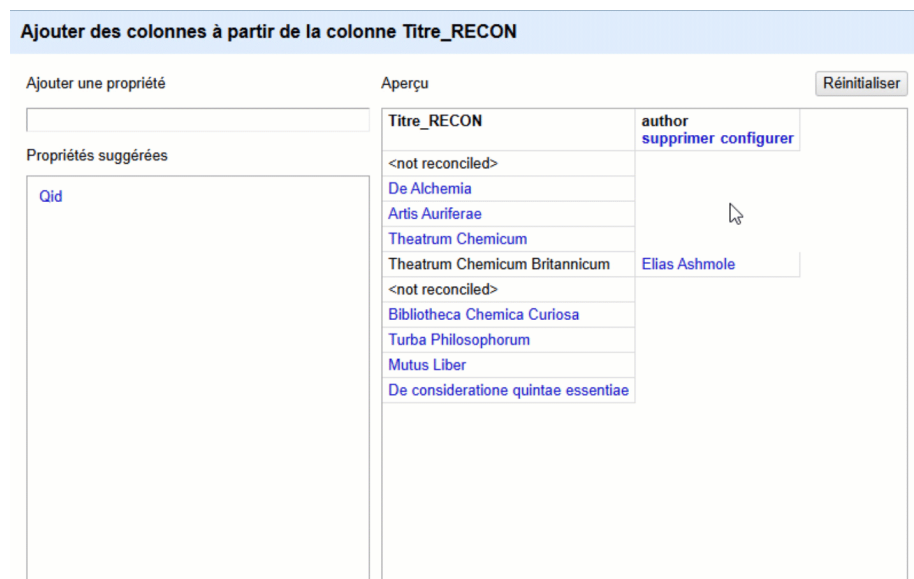 Ajouter des colonnes à partir de la colonne Titre_RECON
Ajouter une propriété
Propriétés suggérées
Qid
Aperçu
Réinitialiser
Titre_RECON author
supprimer configurer
<not reconciled>
De Alchemia
Artis Auriferae
Theatrum Chemicum
Theatrum Chemicum Britannicum Elias Ashmole
<not reconciled>
Bibliotheca Chemica Curiosa
Turba Philosophorum
Mutus Liber
De consideratione quintae essentiae